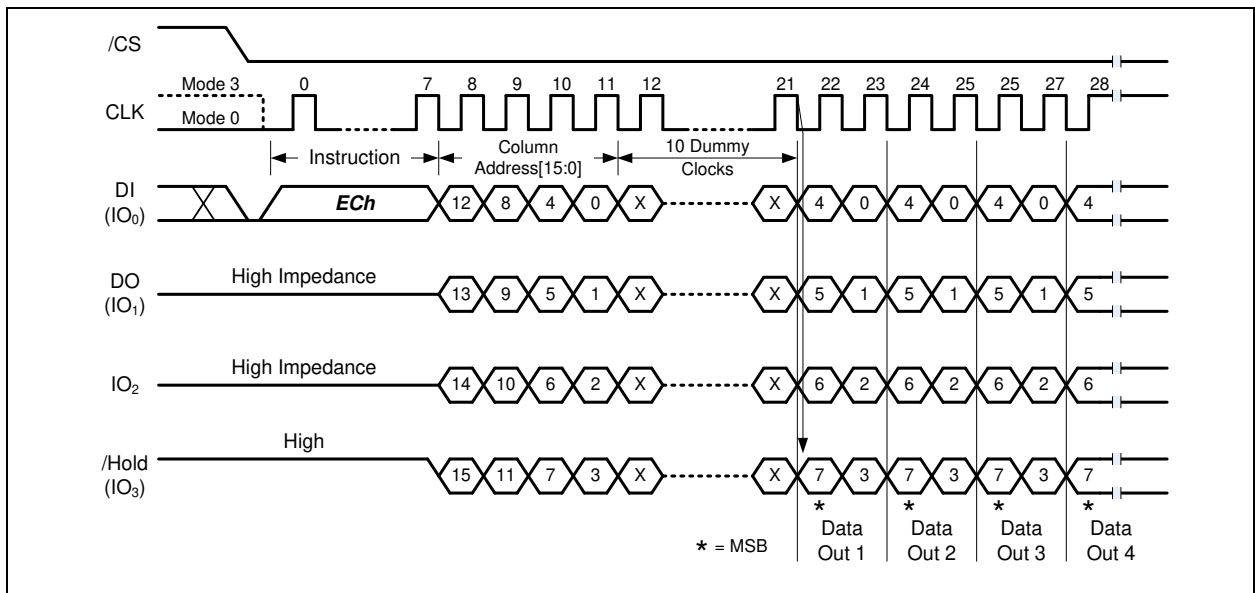 /CS
Mode 3 0 7 8 9 10 11 12 21 22 23 24 25 25 27 28
CLK
Mode 0
Instruction Column Address[15:0] 10 Dummy Clocks
DI (IO₀) ECh 12 8 4 0 X X 4 0 4 0 4 0 4
DO (IO₁) High Impedance 13 9 5 1 X X 5 1 5 1 5 1 5
IO₂ High Impedance 14 10 6 2 X X 6 2 6 2 6 2 6
/Hold (IO₃) High 15 11 7 3 X X 7 3 7 3 7 3 7
* * * *
* = MSB
Data Out 1 Data Out 2 Data Out 3 Data Out 4